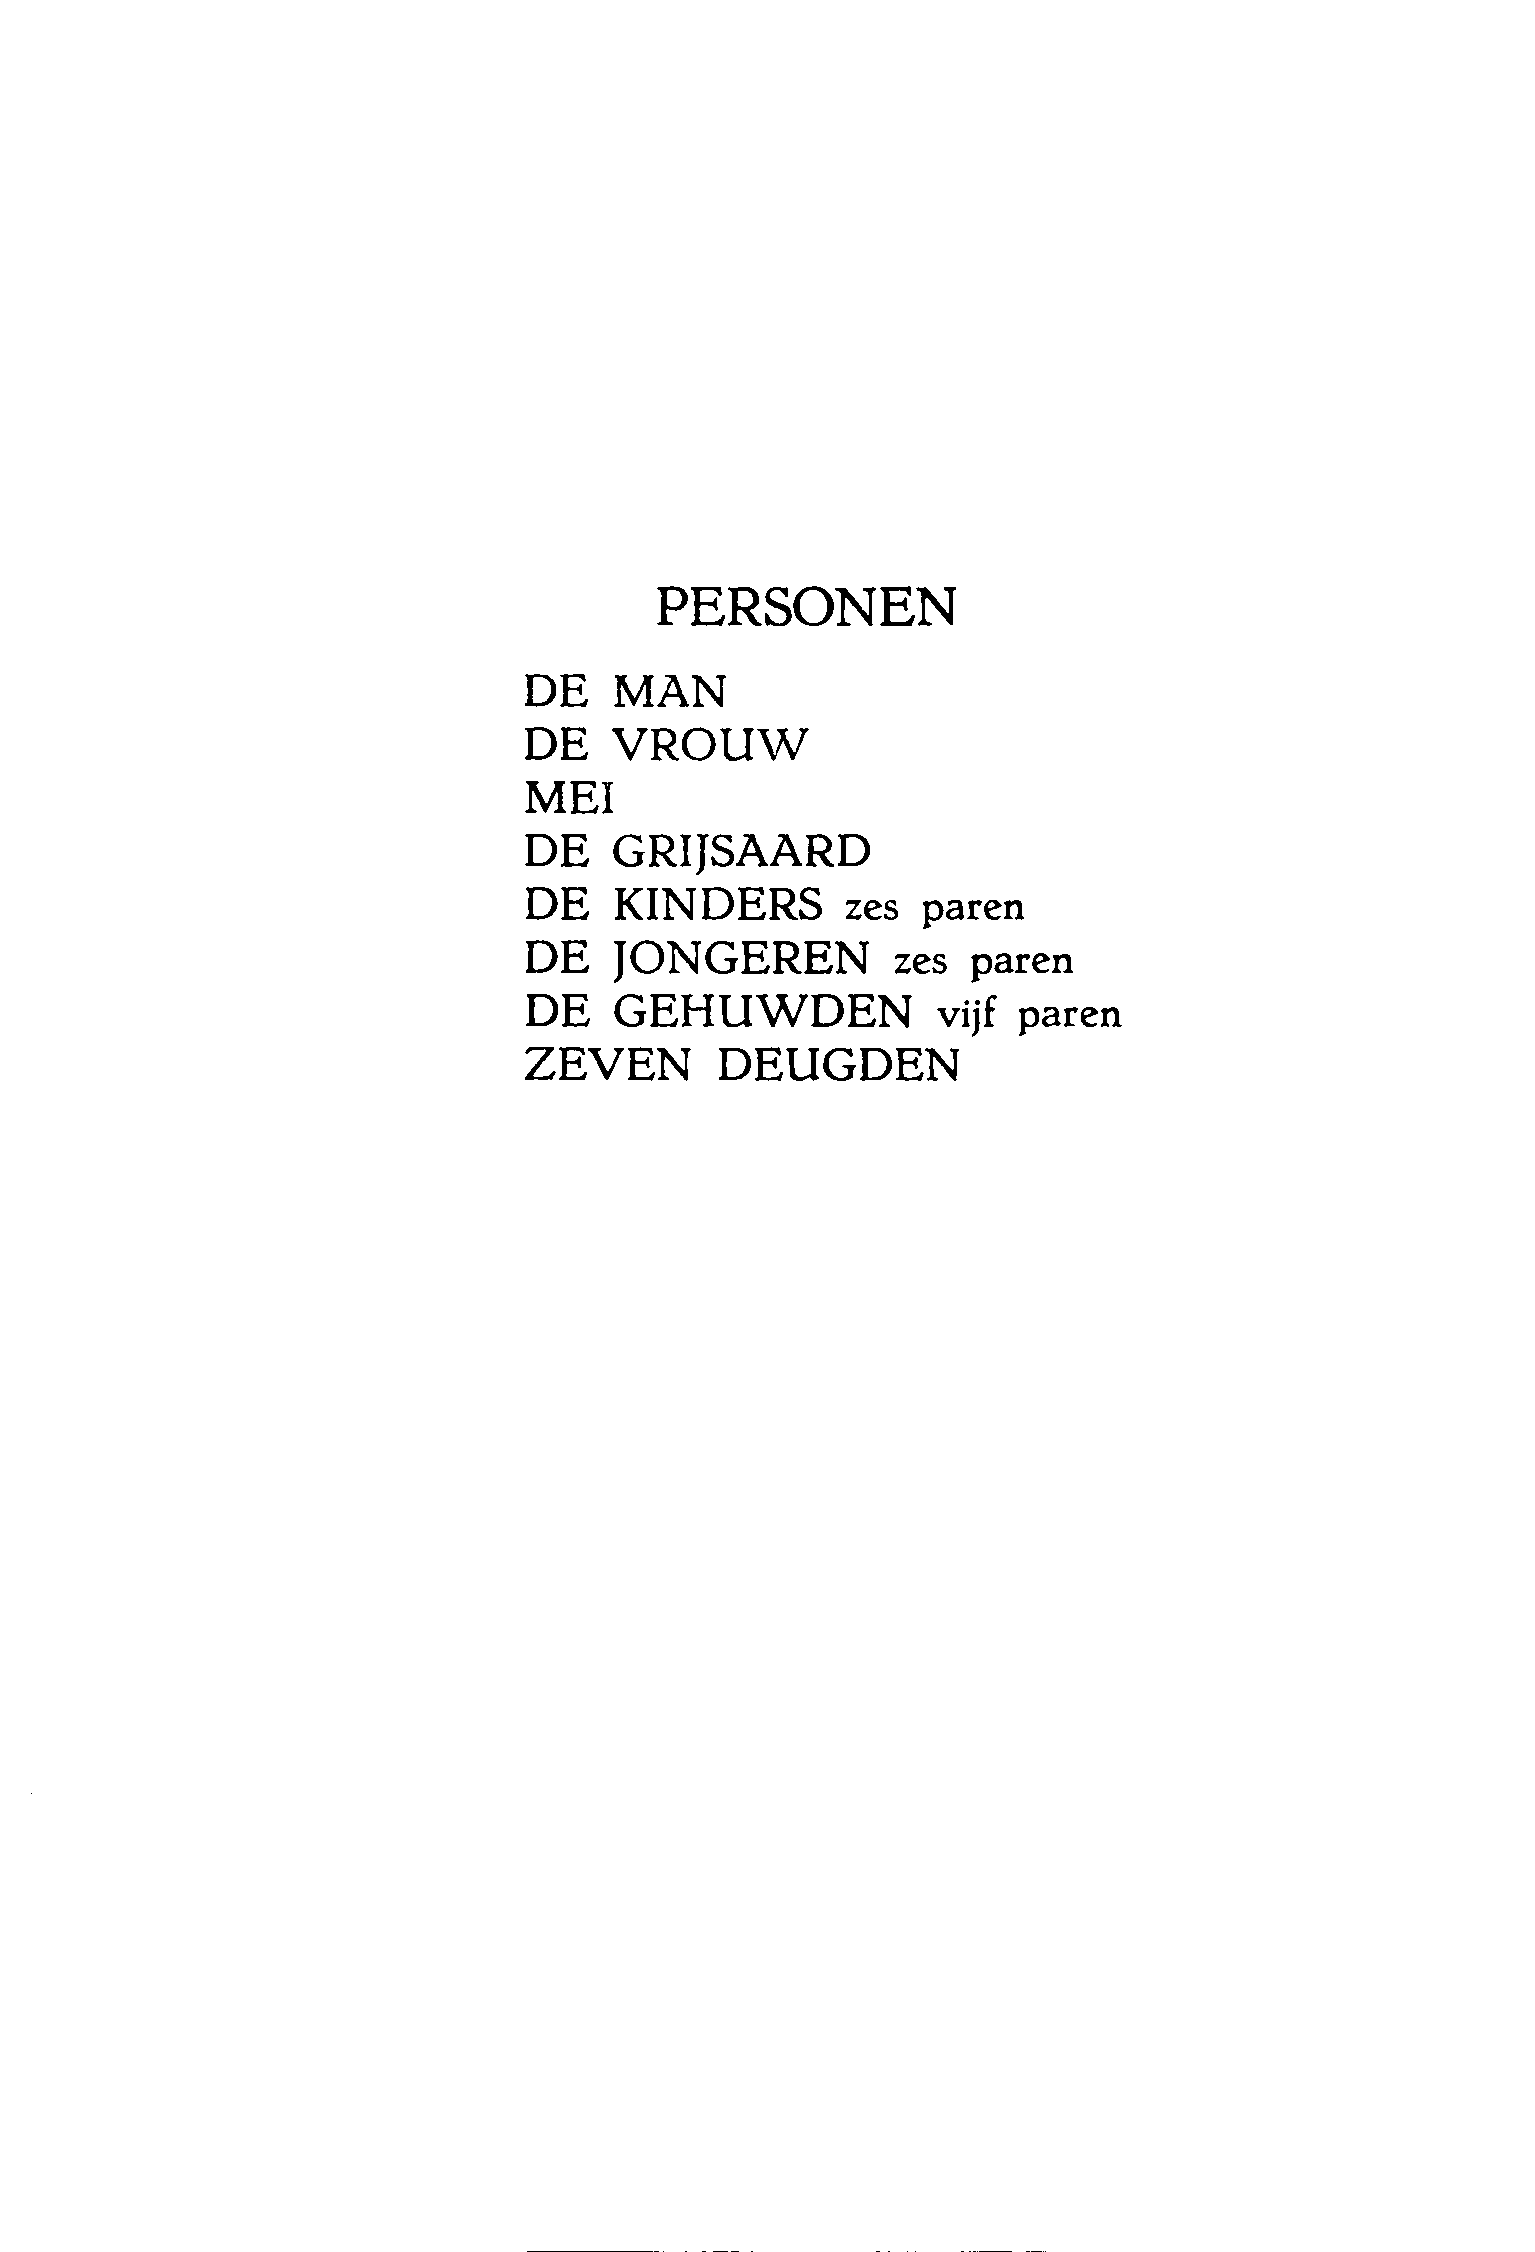 PERSONEN
DE MAN
DE VROUW
MEI
DE GRIJSAARD
DE KINDERS zes paren
DE JONGEREN zes paren
DE GEHUWDEN vijf paren
ZEVEN DEUGDEN